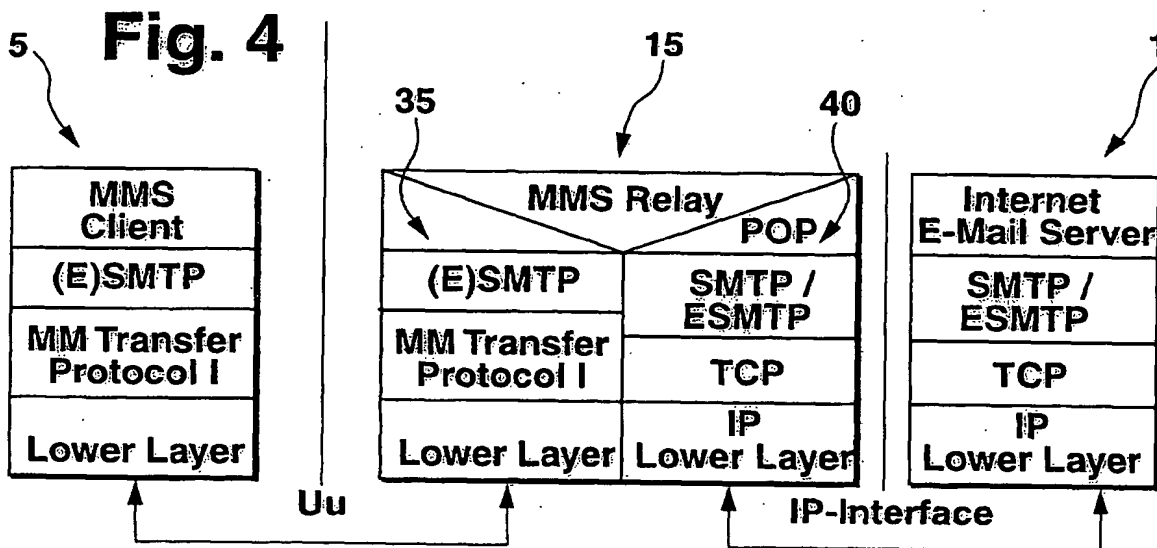 Fig. 4
5
15
35
40
MMS
Client
(E)SMTP
MM Transfer
Protocol I
Lower Layer
MMS Relay
POP
(E)SMTP
MM Transfer
Protocol I
Lower Layer
SMTP /
ESMTP
TCP
IP
Lower Layer
Internet
E-Mail Server
SMTP /
ESMTP
TCP
IP
Lower Layer
Uu
IP-Interface